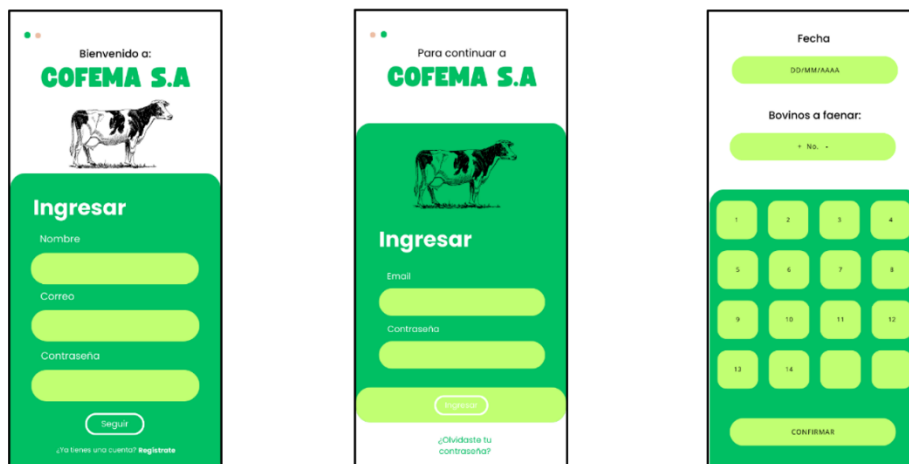 Bienvenido a:
COFEMA S.A
Ingresar
Nombre
Correo
Contraseña
Seguir
¿Ya tienes una cuenta? Regístrate
Para continuar a
COFEMA S.A
Ingresar
Email
Contraseña
Ingresar
¿Olvidaste tu
contraseña?
Fecha
DD/MM/AAAA
Bovinos a faenar:
+ No. -
1 2 3 4
5 6 7 8
9 10 11 12
13 14
CONFIRMAR